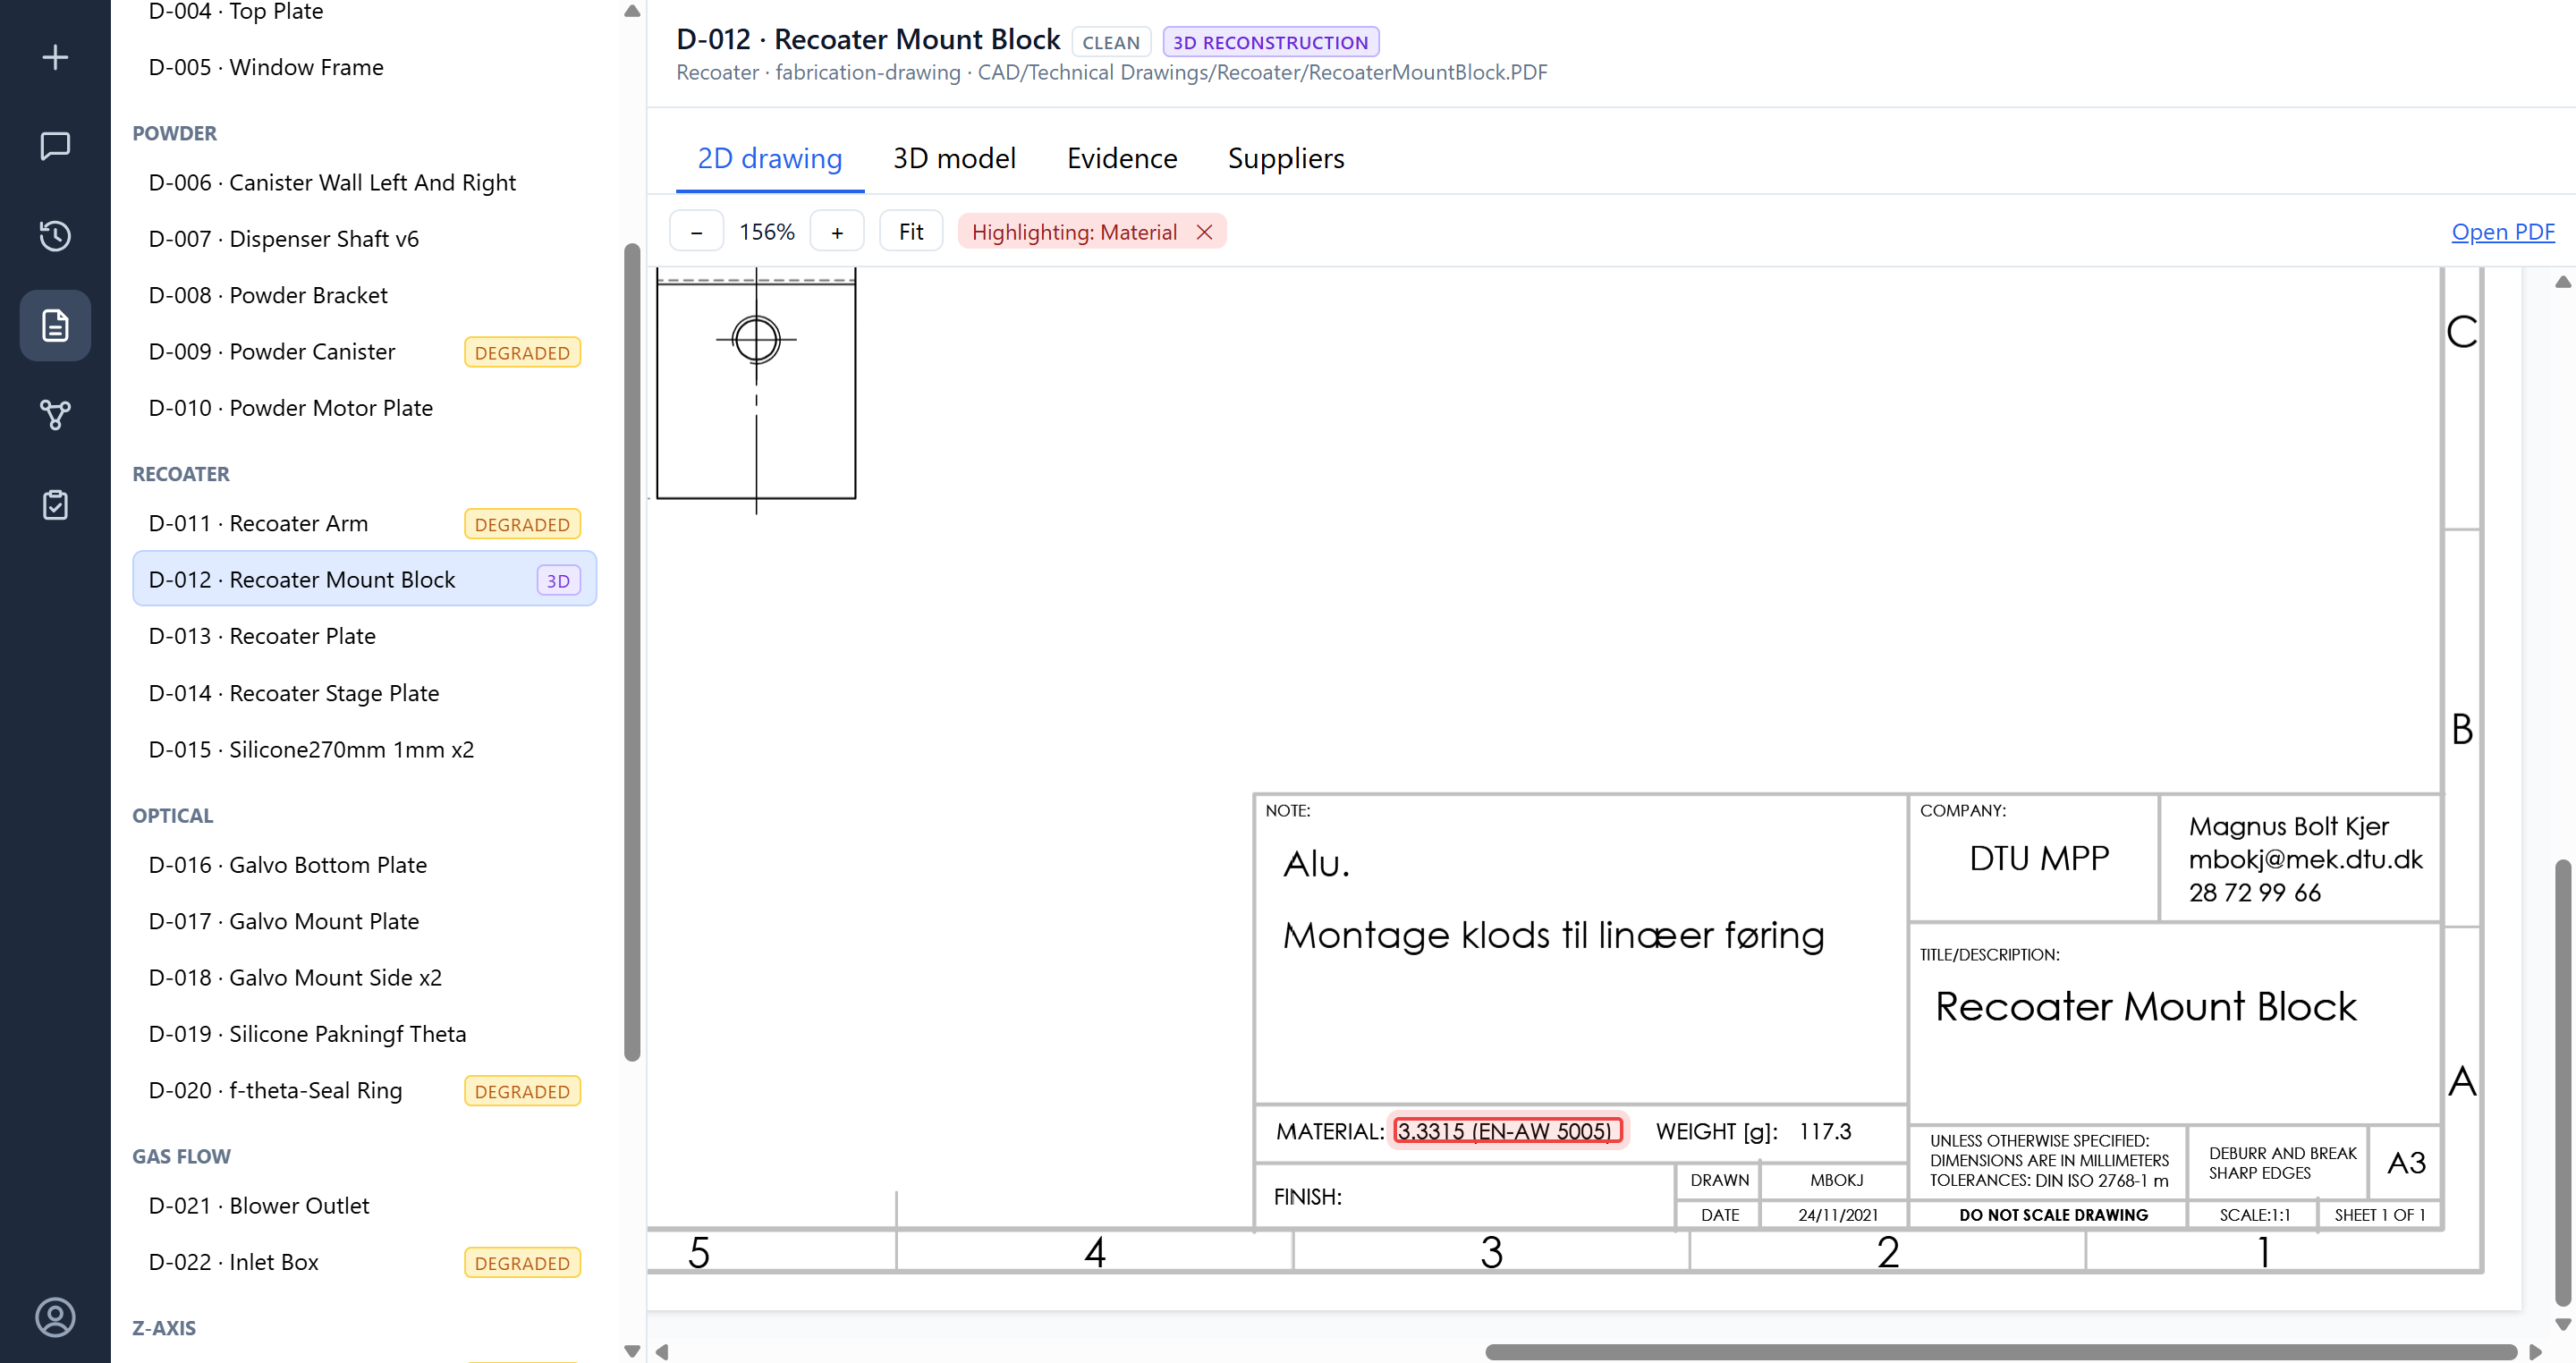 D-004 · Top Plate
D-005 · Window Frame
POWDER
D-006 · Canister Wall Left And Right
D-007 · Dispenser Shaft v6
D-008 · Powder Bracket
D-009 · Powder Canister DEGRADED
D-010 · Powder Motor Plate
RECOATER
D-011 · Recoater Arm DEGRADED
D-012 · Recoater Mount Block 3D
D-013 · Recoater Plate
D-014 · Recoater Stage Plate
D-015 · Silicone270mm 1mm x2
OPTICAL
D-016 · Galvo Bottom Plate
D-017 · Galvo Mount Plate
D-018 · Galvo Mount Side x2
D-019 · Silicone Pakningf Theta
D-020 · f-theta-Seal Ring DEGRADED
GAS FLOW
D-021 · Blower Outlet
D-022 · Inlet Box DEGRADED
Z-AXIS
D-012 · Recoater Mount Block CLEAN 3D RECONSTRUCTION
Recoater · fabrication-drawing · CAD/Technical Drawings/Recoater/RecoaterMountBlock.PDF
2D drawing 3D model Evidence Suppliers
− 156% + Fit Highlighting: Material Open PDF
C
B
A
NOTE:
Alu.
Montage klods til linæer føring
COMPANY:
DTU MPP
Magnus Bolt Kjer
mbokj@mek.dtu.dk
28 72 99 66
TITLE/DESCRIPTION:
Recoater Mount Block
MATERIAL: 3.3315 (EN-AW 5005) WEIGHT [g]: 117.3
FINISH:
DRAWN MBOKJ
DATE 24/11/2021
UNLESS OTHERWISE SPECIFIED:
DIMENSIONS ARE IN MILLIMETERS
TOLERANCES: DIN ISO 2768-1 m
DEBURR AND BREAK
SHARP EDGES
A3
DO NOT SCALE DRAWING
SCALE:1:1
SHEET 1 OF 1
5 4 3 2 1